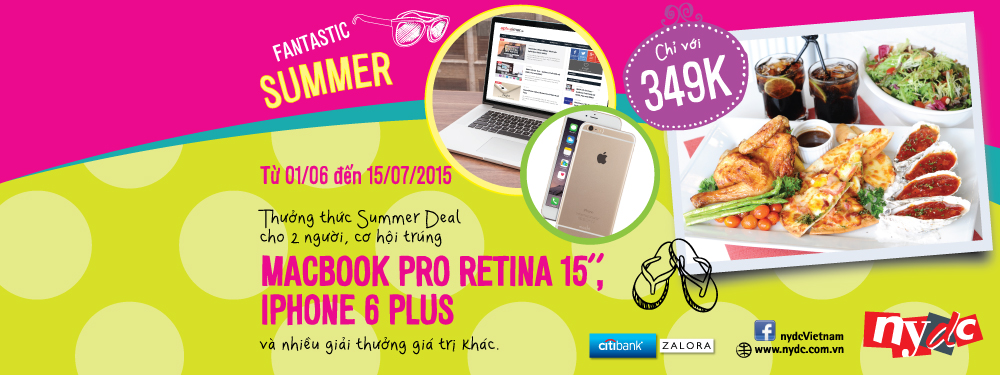 FANTASTIC
SUMMER
Chỉ với
349K
Từ 01/06 đến 15/07/2015
Thưởng thức Summer Deal
cho 2 người, cơ hội trúng
MACBOOK PRO RETINA 15”,
IPHONE 6 PLUS
và nhiều giải thưởng giá trị khác.
citibank
ZALORA
nydcVietnam
www.nydc.com.vn
nydc